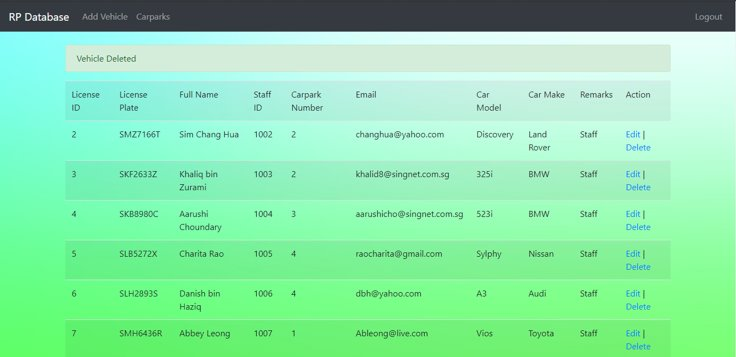 RP Database Add Vehicle Carparks Logout
Vehicle Deleted
License ID License Plate Full Name Staff ID Carpark Number Email Car Model Car Make Remarks Action
2 SMZ7166T Sim Chang Hua 1002 2 changhua@yahoo.com Discovery Land Rover Staff Edit | Delete
3 SKF2633Z Khaliq bin Zurami 1003 2 khalid8@singnet.com.sg 325i BMW Staff Edit | Delete
4 SKB8980C Aarushi Choundary 1004 3 aarushicho@singnet.com.sg 523i BMW Staff Edit | Delete
5 SLB5272X Charita Rao 1005 4 raocharita@gmail.com Sylphy Nissan Staff Edit | Delete
6 SLH2893S Danish bin Haziq 1006 4 dbh@yahoo.com A3 Audi Staff Edit | Delete
7 SMH6436R Abbey Leong 1007 1 Ableong@live.com Vios Toyota Staff Edit | Delete